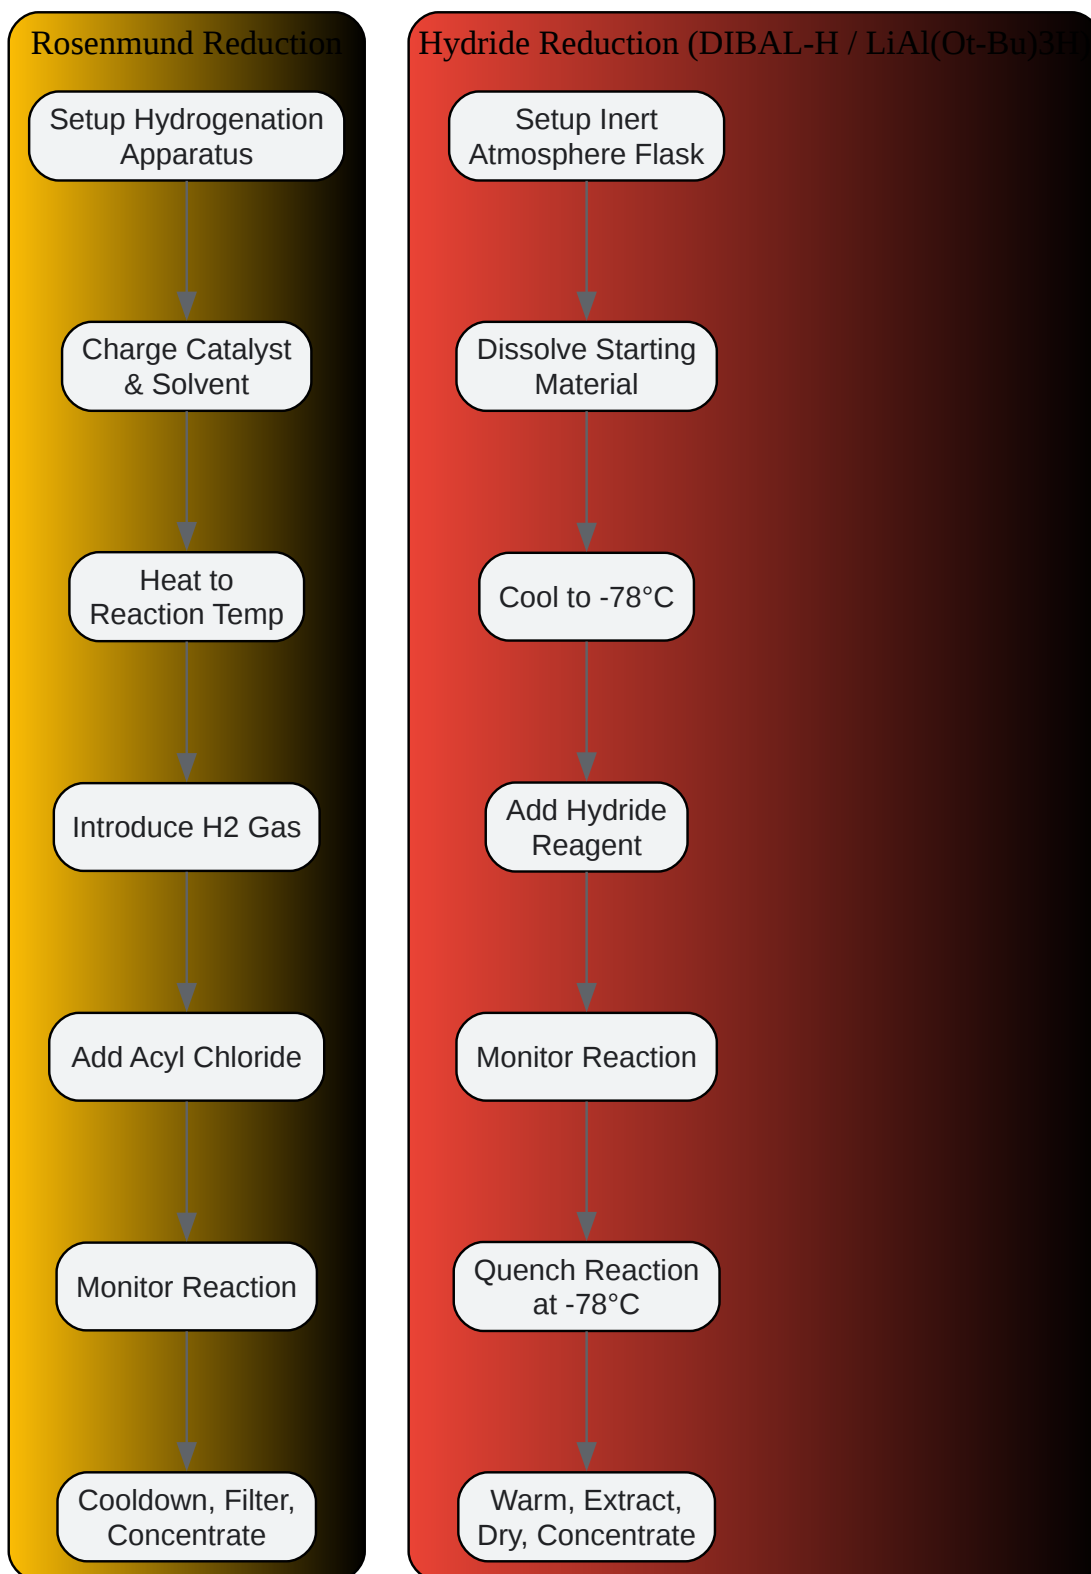 Rosenmund Reduction
Setup Hydrogenation
Apparatus
Charge Catalyst
& Solvent
Heat to
Reaction Temp
Introduce H2 Gas
Add Acyl Chloride
Monitor Reaction
Cooldown, Filter,
Concentrate
Hydride Reduction (DIBAL-H / LiAl(Ot-Bu)3H)
Setup Inert
Atmosphere Flask
Dissolve Starting
Material
Cool to -78°C
Add Hydride
Reagent
Monitor Reaction
Quench Reaction
at -78°C
Warm, Extract,
Dry, Concentrate